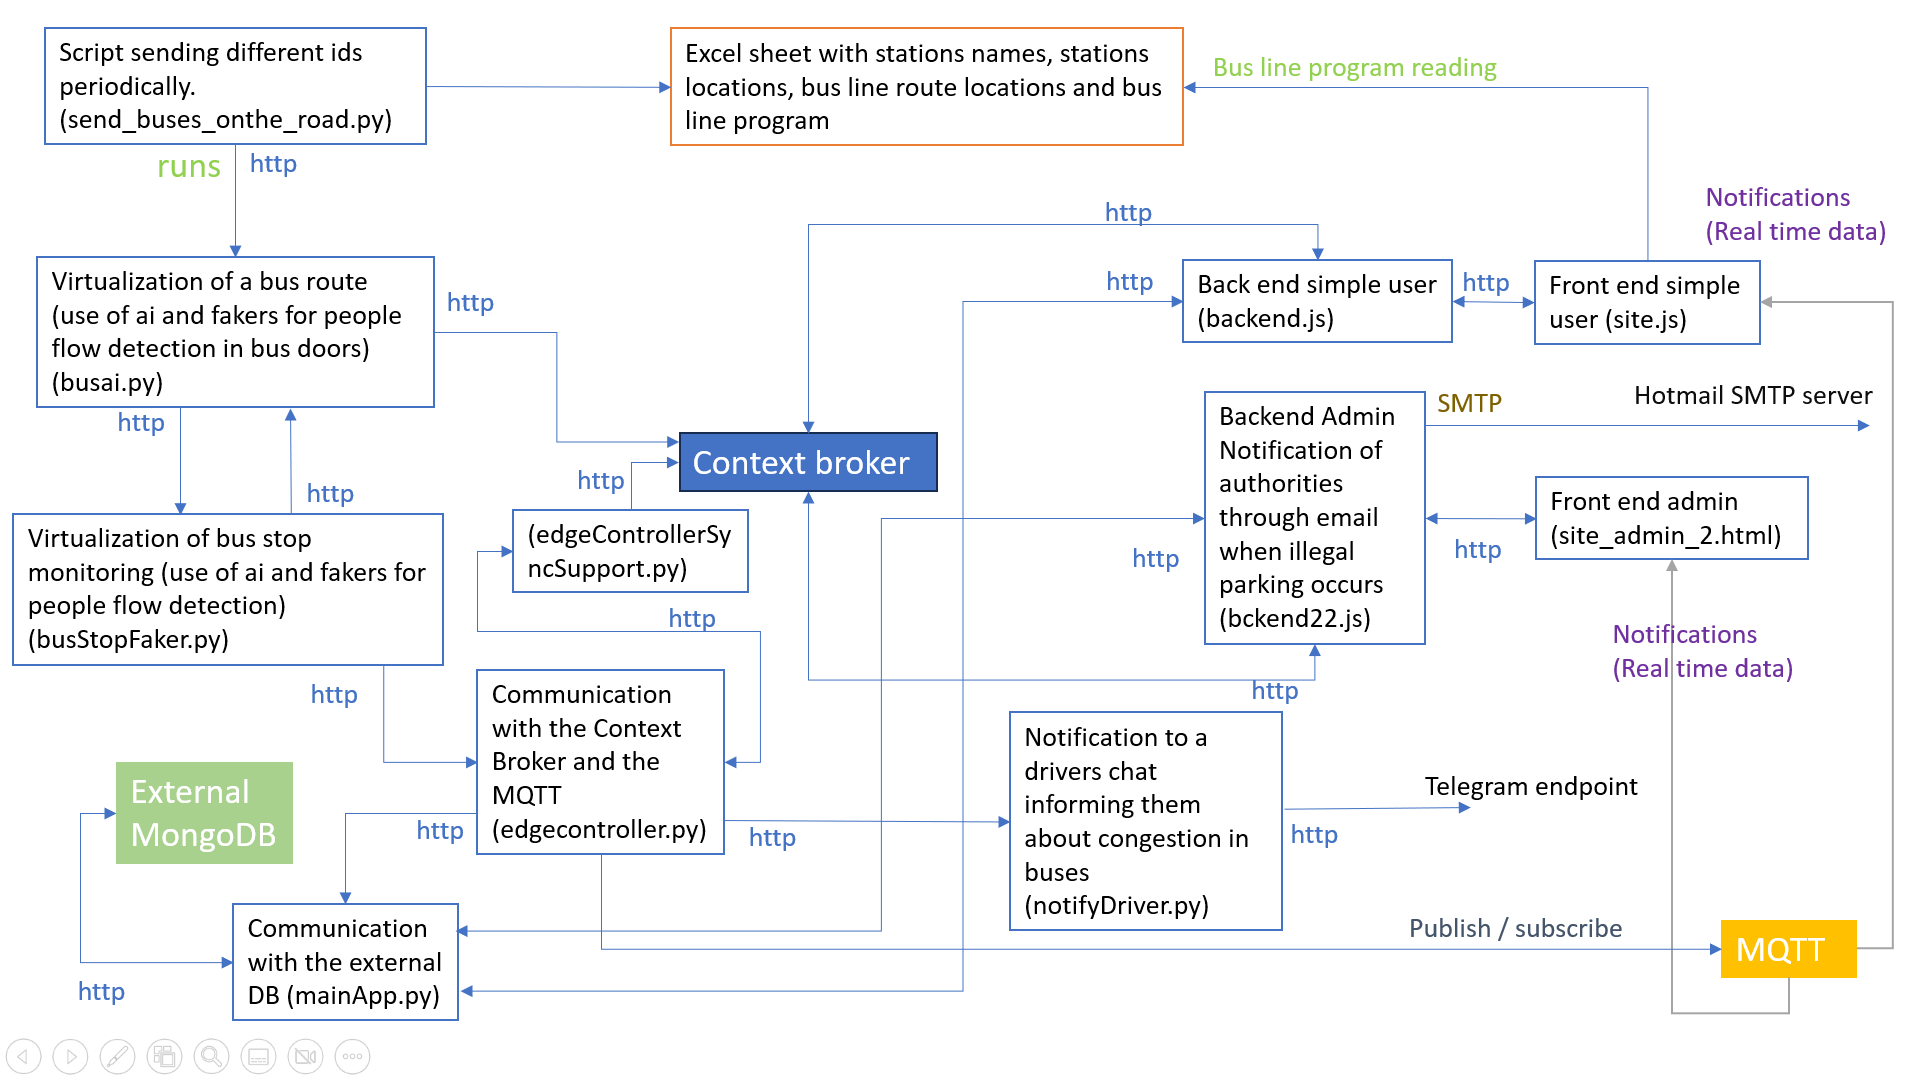 Script sending different ids
periodically.
(send_buses_onthe_road.py)
Excel sheet with stations names, stations
locations, bus line route locations and bus
line program
Bus line program reading
runs
http
Notifications
(Real time data)
http
Virtualization of a bus route
(use of ai and fakers for people
flow detection in bus doors)
(busai.py)
http
http
Back end simple user
(backend.js)
http
Front end simple
user (site.js)
http
Context broker
Backend Admin
Notification of
authorities
through email
when illegal
parking occurs
(bckend22.js)
SMTP
Hotmail SMTP server
http
http
(edgeControllerSy
ncSupport.py)
Front end admin
(site_admin_2.html)
http
http
Virtualization of bus stop
monitoring (use of ai and fakers for
people flow detection)
(busStopFaker.py)
http
Notifications
(Real time data)
http
http
Communication
with the Context
Broker and the
MQTT
(edgecontroller.py)
Notification to a
drivers chat
informing them
about congestion in
buses
(notifyDriver.py)
Telegram endpoint
External
MongoDB
http
http
http
Communication
with the external
DB (mainApp.py)
Publish / subscribe
MQTT
http